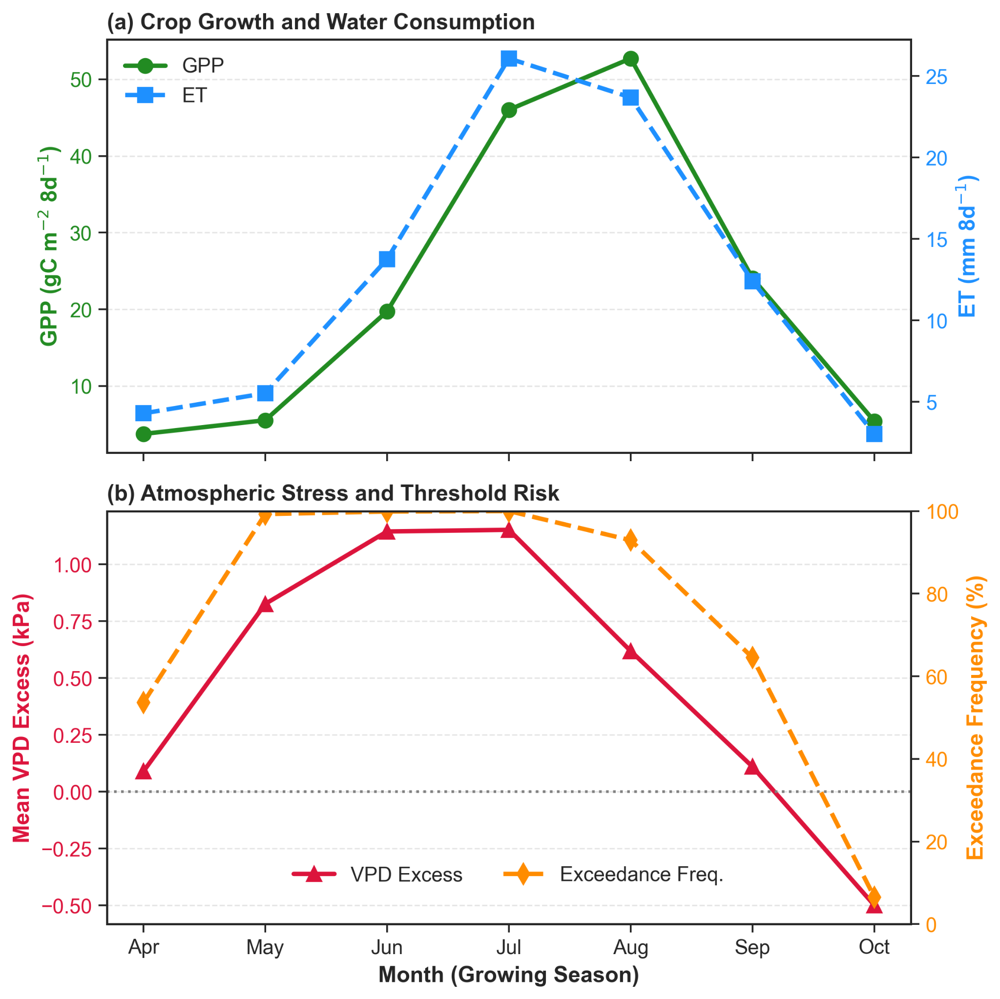 (a) Crop Growth and Water Consumption
GPP
ET
50
40
30
20
10
GPP (gC m⁻² 8d⁻¹)
25
20
15
10
5
ET (mm 8d⁻¹)
(b) Atmospheric Stress and Threshold Risk
1.00
0.75
0.50
0.25
0.00
−0.25
−0.50
Mean VPD Excess (kPa)
100
80
60
40
20
0
Exceedance Frequency (%)
VPD Excess
Exceedance Freq.
Apr May Jun Jul Aug Sep Oct
Month (Growing Season)